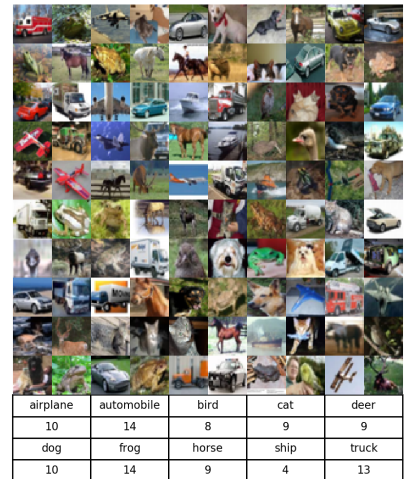 airplane automobile bird cat deer
10 14 8 9 9
dog frog horse ship truck
10 14 9 4 13